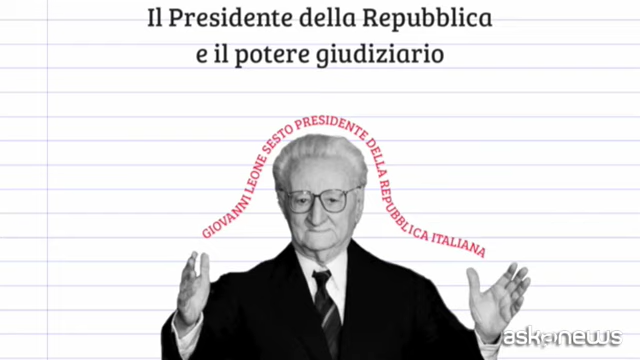 Il Presidente della Repubblica
e il potere giudiziario
GIOVANNI LEONE SESTO PRESIDENTE DELLA REPUBBLICA ITALIANA
askanews